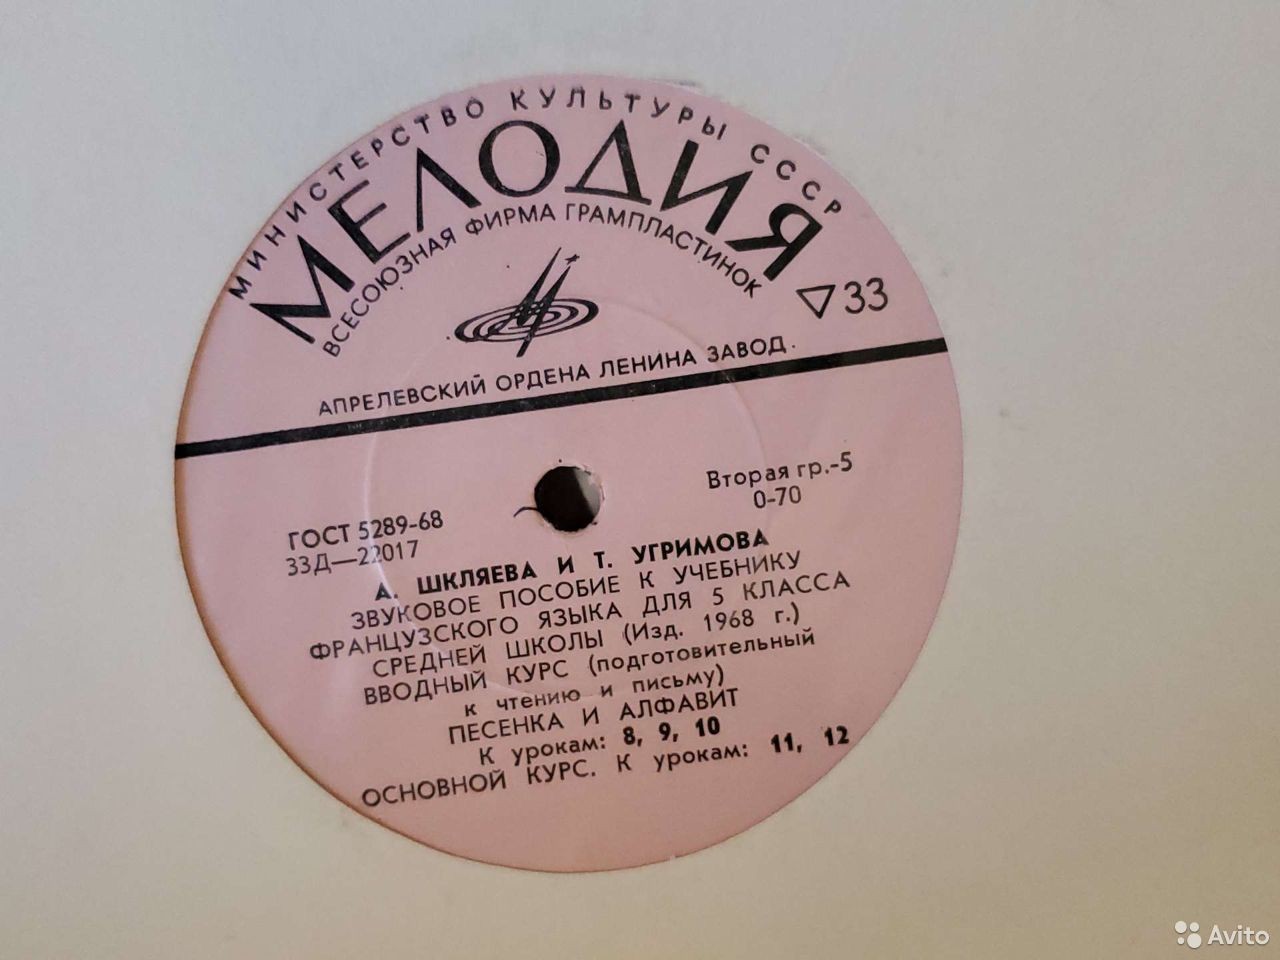 МИНИСТЕРСТВО КУЛЬТУРЫ СССР
МЕЛОДИЯ
ВСЕСОЮЗНАЯ ФИРМА ГРАМПЛАСТИНОК
33
АПРЕЛЕВСКИЙ ОРДЕНА ЛЕНИНА ЗАВОД
Вторая гр.-5
0-70
ГОСТ 5289-68
33Д—22017
А. ШКЛЯЕВА И Т. УГРИМОВА
ЗВУКОВОЕ ПОСОБИЕ К УЧЕБНИКУ
ФРАНЦУЗСКОГО ЯЗЫКА ДЛЯ 5 КЛАССА
СРЕДНЕЙ ШКОЛЫ (Изд. 1968 г.)
ВВОДНЫЙ КУРС (подготовительный
к чтению и письму)
ПЕСЕНКА И АЛФАВИТ
К урокам: 8, 9, 10
ОСНОВНОЙ КУРС. К урокам: 11, 12
Avito